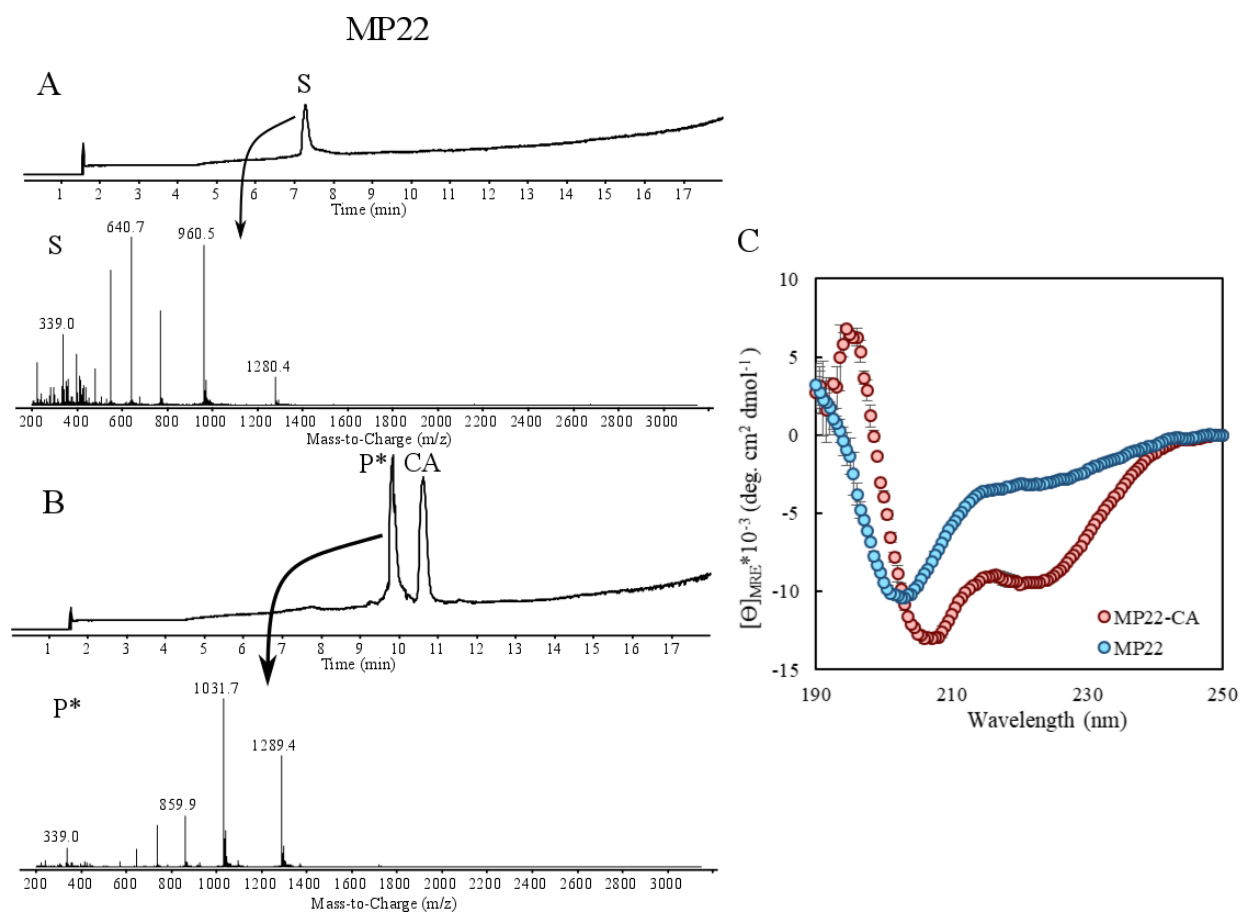 MP22
A
S
1 2 3 4 5 6 7 8 9 10 11 12 13 14 15 16 17
Time (min)
S
640.7
960.5
339.0
1280.4
200 400 600 800 1000 1200 1400 1600 1800 2000 2200 2400 2600 2800 3000
Mass-to-Charge (m/z)
P* CA
B
1 2 3 4 5 6 7 8 9 10 11 12 13 14 15 16 17
Time (min)
P*
1031.7
1289.4
859.9
339.0
200 400 600 800 1000 1200 1400 1600 1800 2000 2200 2400 2600 2800 3000
Mass-to-Charge (m/z)
C
[Θ]MRE*10⁻³ (deg. cm² dmol⁻¹)
10
5
0
-5
-10
-15
MP22-CA
MP22
190 210 230 250
Wavelength (nm)